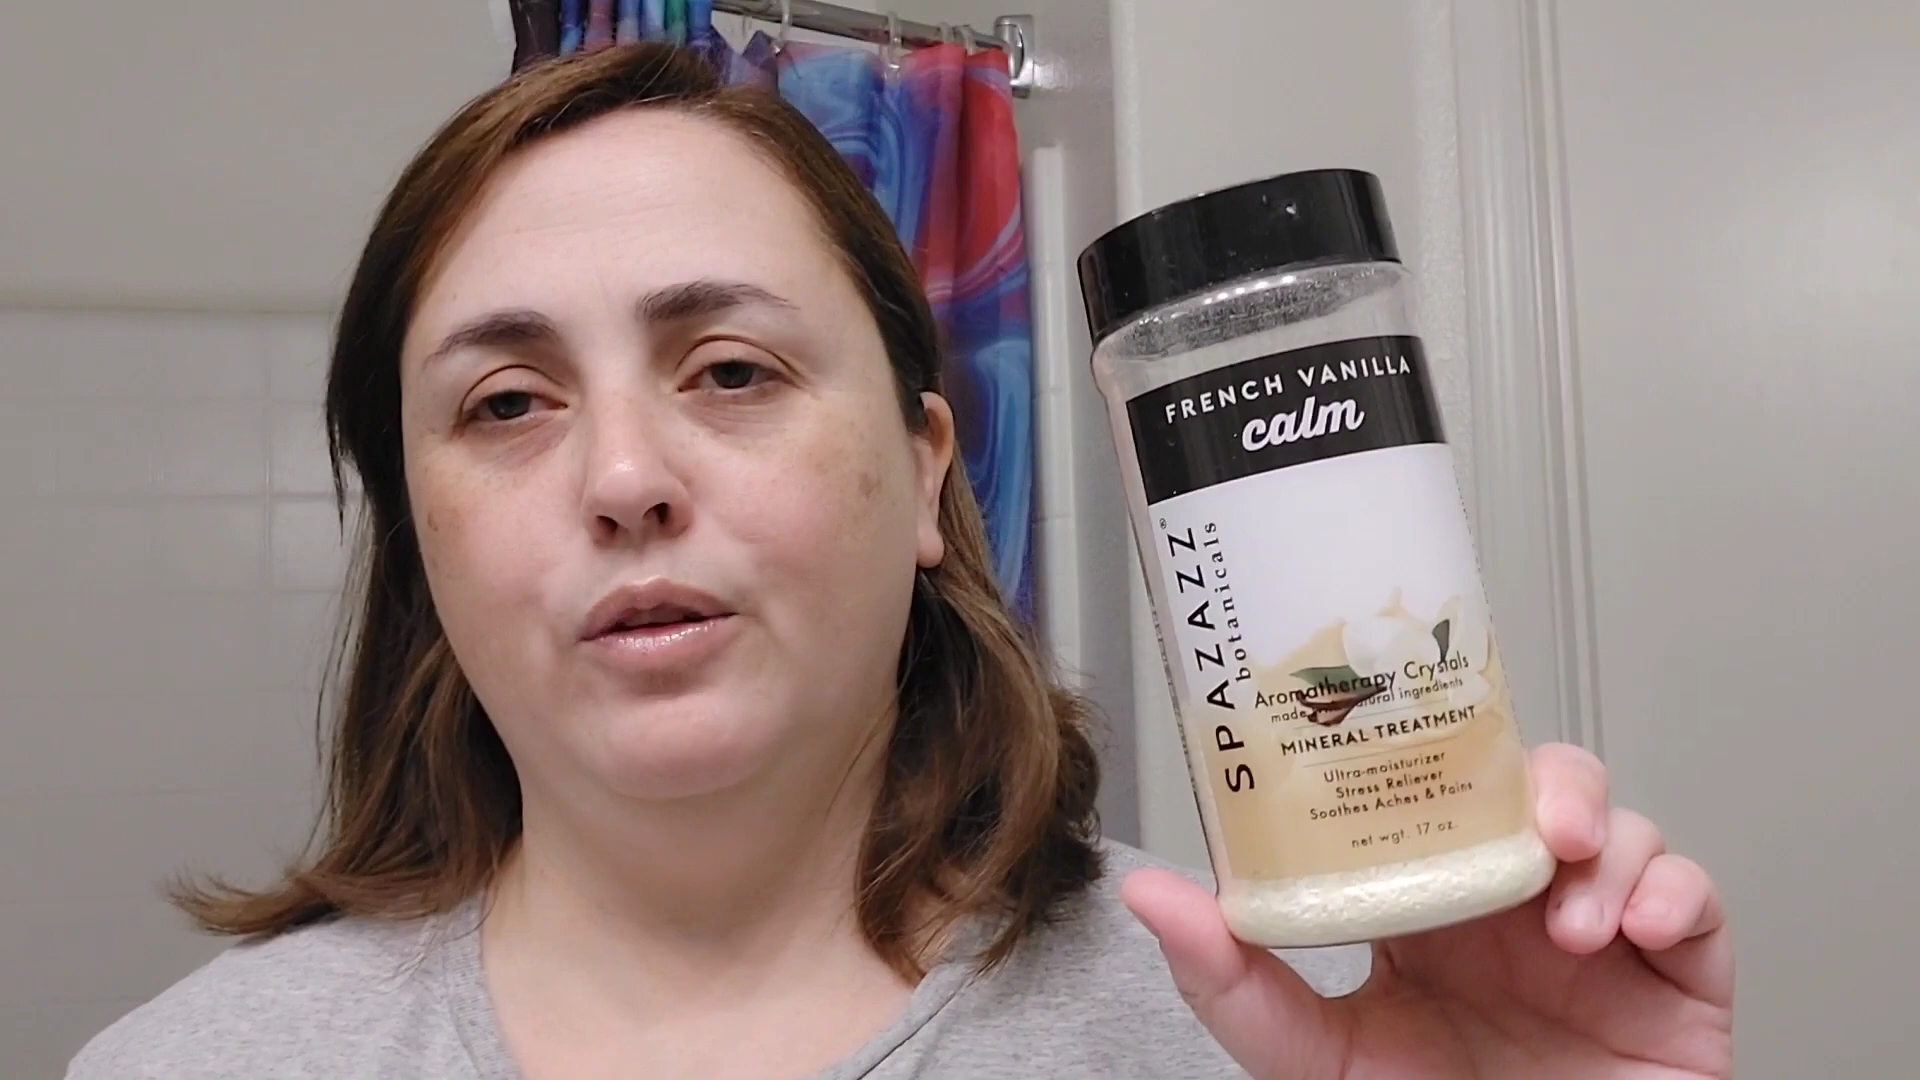 FRENCH VANILLA
calm
SPAZAZZ®
botanicals
Aromatherapy Crystals
made natural ingredients
MINERAL TREATMENT
Ultra-moisturizer
Stress Reliever
Soothes Aches & Pains
net wgt. 17 oz.